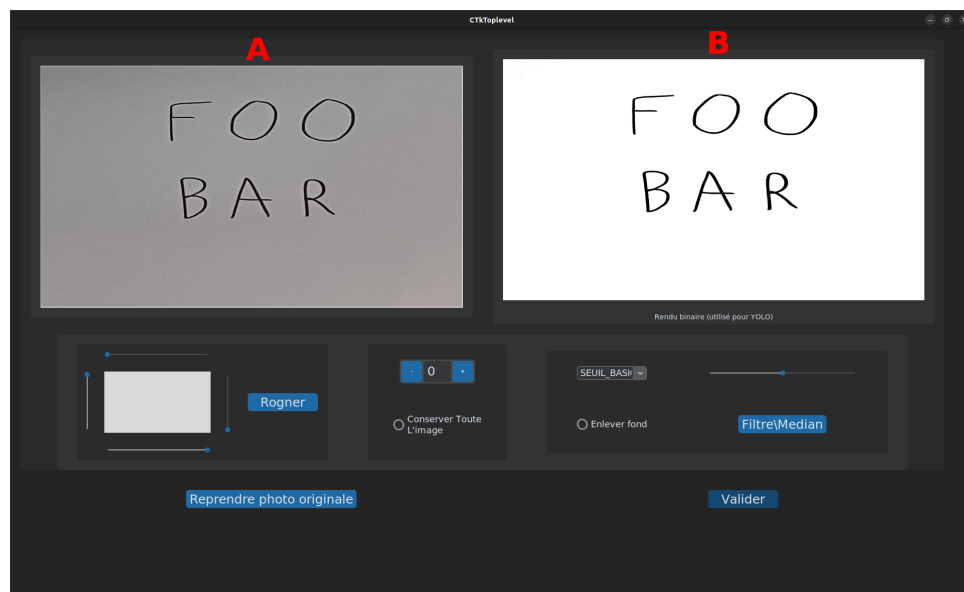 CTkToplevel
A
B
FOO
BAR
FOO
BAR
Rendu binaire (utilisé pour YOLO)
Rogner
- 0 +
Conserver Toute
L'image
SEUIL_BASI
Enlever fond
Filtre\Median
Reprendre photo originale
Valider